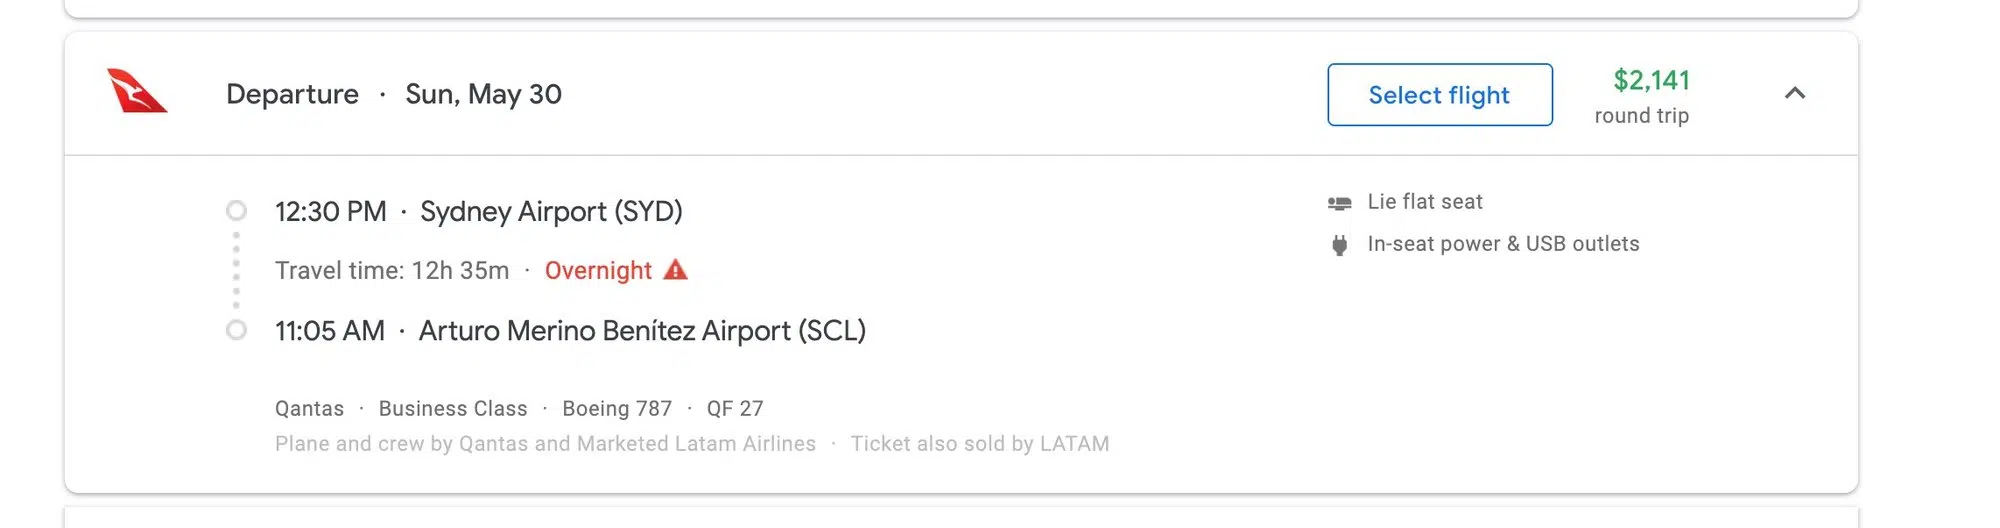 Departure · Sun, May 30
Select flight
$2,141
round trip
12:30 PM · Sydney Airport (SYD)
Travel time: 12h 35m · Overnight
11:05 AM · Arturo Merino Benítez Airport (SCL)
Lie flat seat
In-seat power & USB outlets
Qantas · Business Class · Boeing 787 · QF 27
Plane and crew by Qantas and Marketed Latam Airlines · Ticket also sold by LATAM